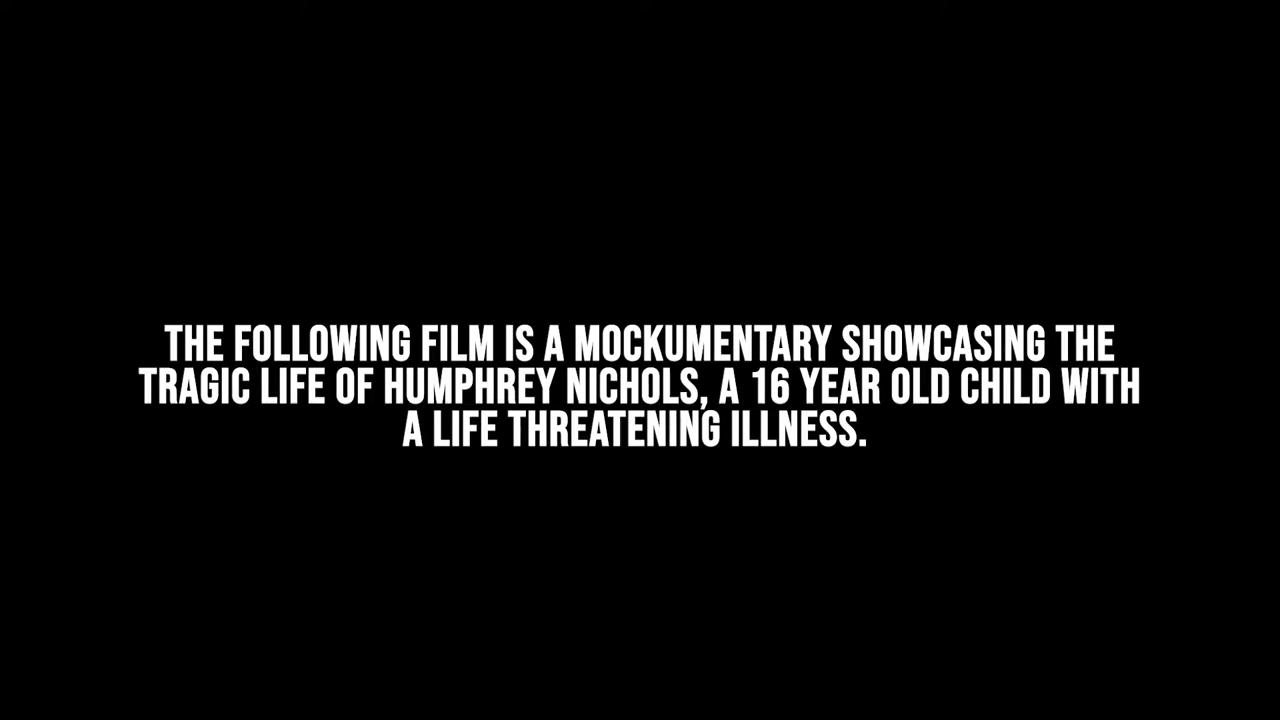 THE FOLLOWING FILM IS A MOCKUMENTARY SHOWCASING THE
TRAGIC LIFE OF HUMPHREY NICHOLS, A 16 YEAR OLD CHILD WITH
A LIFE THREATENING ILLNESS.